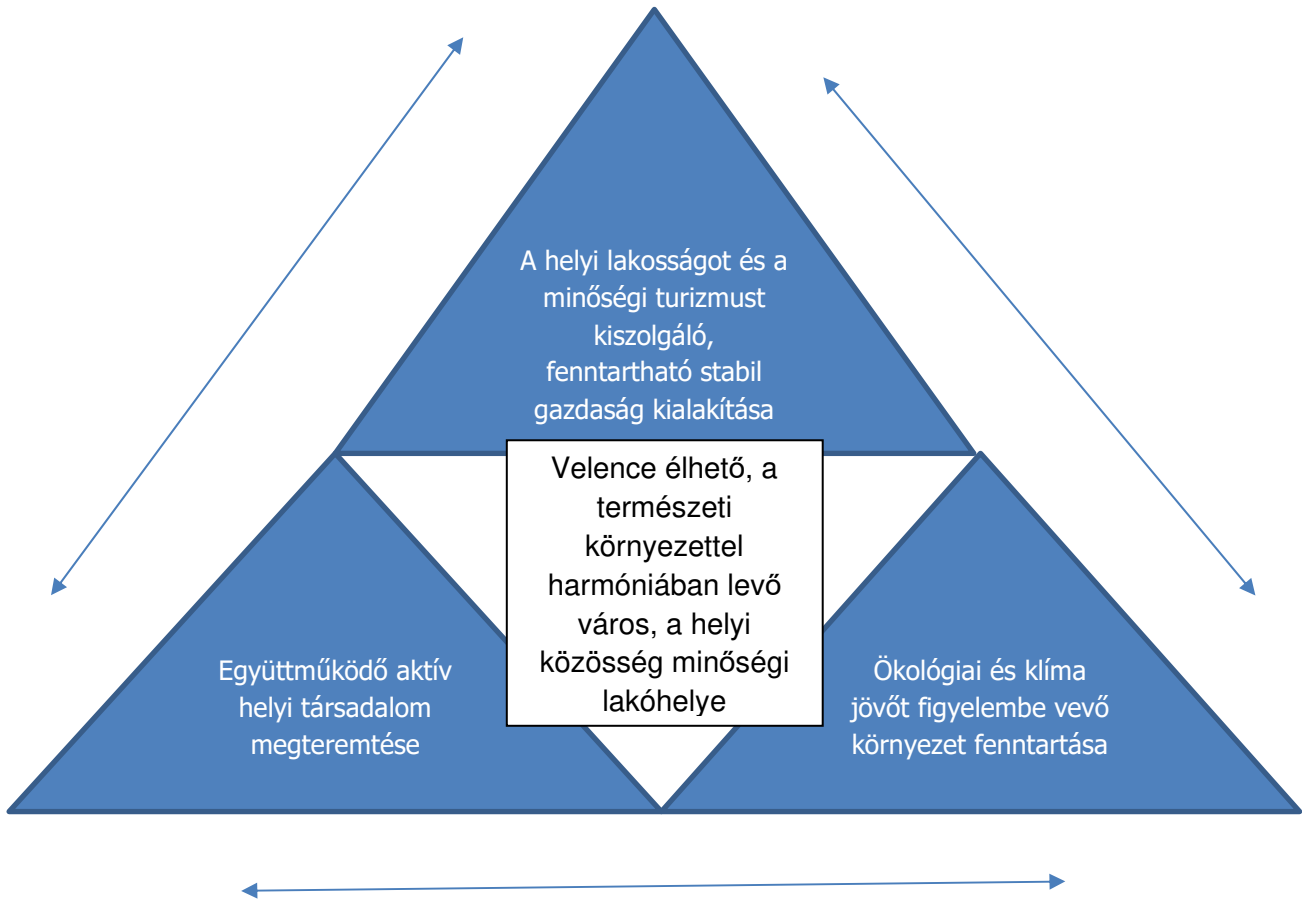 A helyi lakosságot és a
minőségi turizmust
kiszolgáló,
fenntartható stabil
gazdaság kialakítása
Velence élhető, a
természeti
környezettel
harmóniában levő
város, a helyi
közösség minőségi
lakóhelye
Együttműködő aktív
helyi társadalom
megteremtése
Ökológiai és klíma
jövőt figyelembe vevő
környezet fenntartása